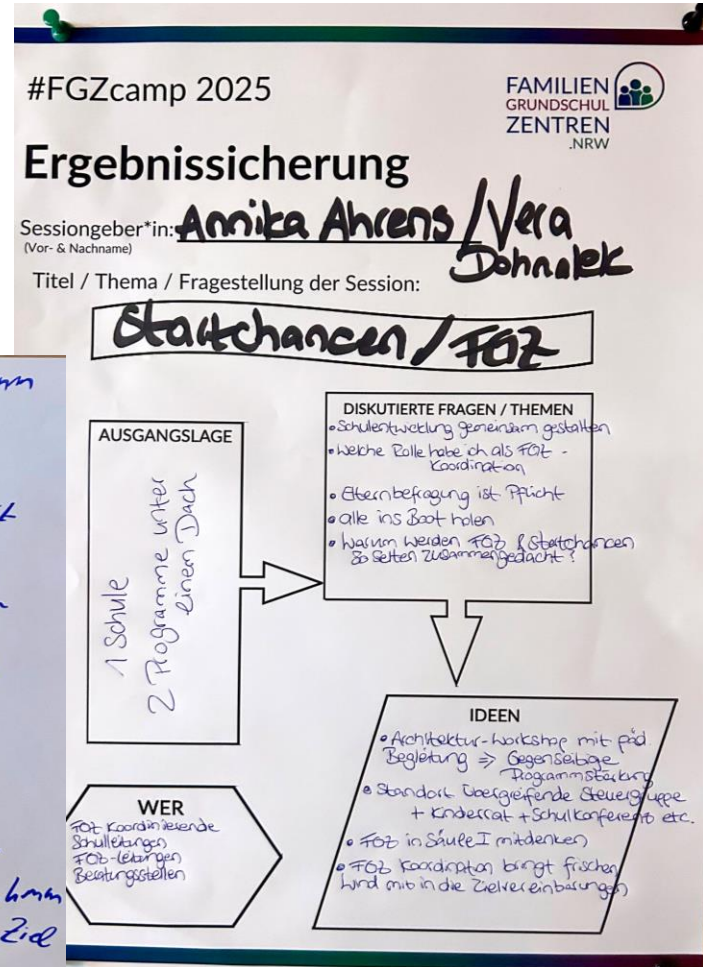 #FGZcamp 2025
FAMILIEN
GRUNDSCHUL
ZENTREN
.NRW
Ergebnissicherung
Sessiongeber*in: Annika Ahrens / Vera
(Vor- & Nachname)
Dohnalek
Titel / Thema / Fragestellung der Session:
Startchancen / FGZ
AUSGANGSLAGE
1 Schule
2 Programme unter
einem Dach
DISKUTIERTE FRAGEN / THEMEN
• Schulentwicklung gemeinsam gestalten
• Welche Rolle habe ich als FGZ -
Koordination
• Elternbefragung ist Pflicht
• alle ins Boot holen
• Warum werden FGZ & Startchancen
so selten zusammengedacht?
IDEEN
• Architektur-Workshop mit päd.
Begleitung => Gegenseitige
Programmstärkung
• Standort übergreifende Steuergruppe
+ Kinderrat + Schulkonferenz etc.
• FGZ in Säule I mitdenken
• FGZ Koordination bringt frischen
Wind mit in die Zielvereinbarungen
WER
FGZ Koordinierende
Schulleitungen
FGZ-Leitungen
Beratungsstellen
Ziel